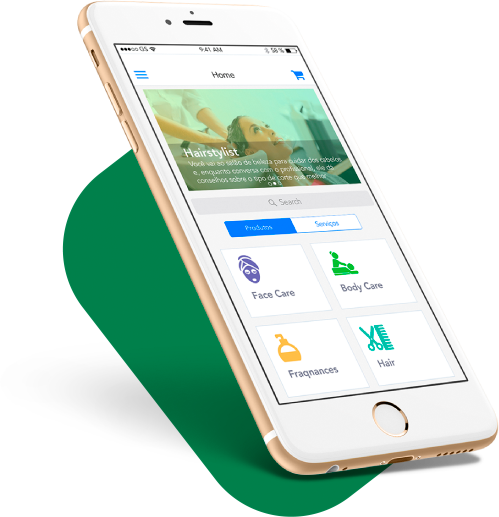 GS 9:41 AM 58 %
Home
Hairstylist
Você vai ao salão de beleza para cuidar dos cabelos
e, enquanto conversa com o profissional, ele dá
conselhos sobre o tipo de corte que melhor
Search
Produtos Serviços
Face Care
Body Care
Fragnances
Hair